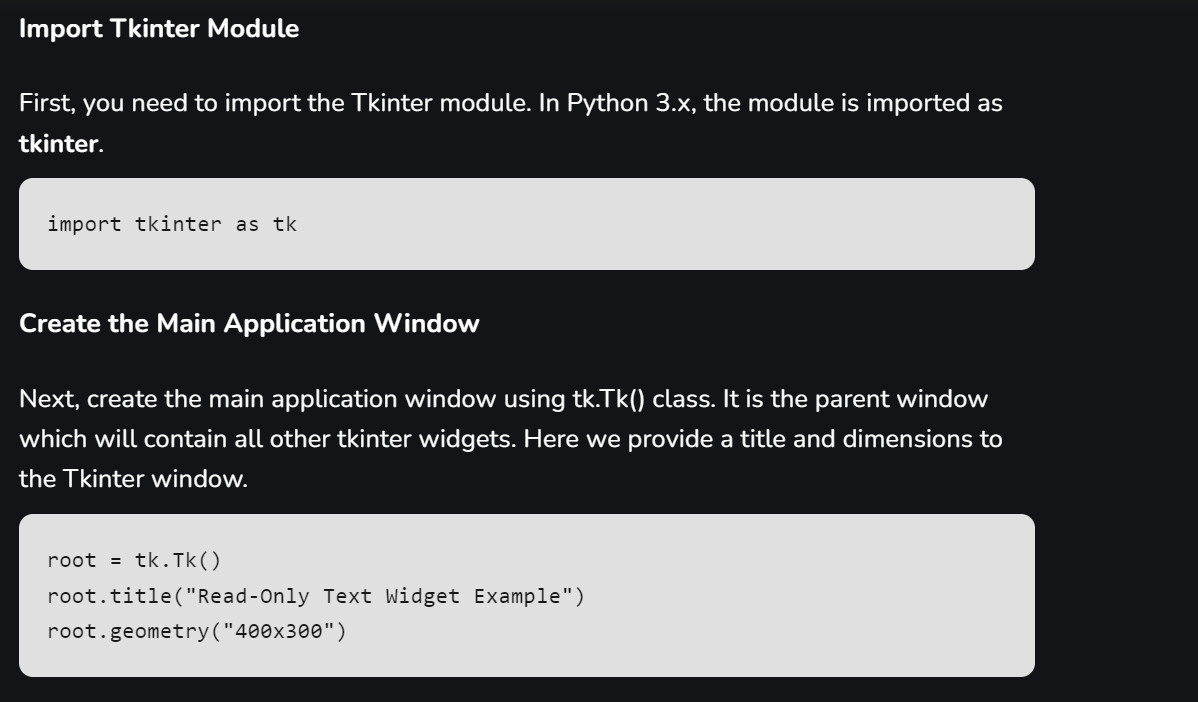 Import Tkinter Module
First, you need to import the Tkinter module. In Python 3.x, the module is imported as
tkinter.
import tkinter as tk
Create the Main Application Window
Next, create the main application window using tk.Tk() class. It is the parent window
which will contain all other tkinter widgets. Here we provide a title and dimensions to
the Tkinter window.
root = tk.Tk()
root.title("Read-Only Text Widget Example")
root.geometry("400x300")